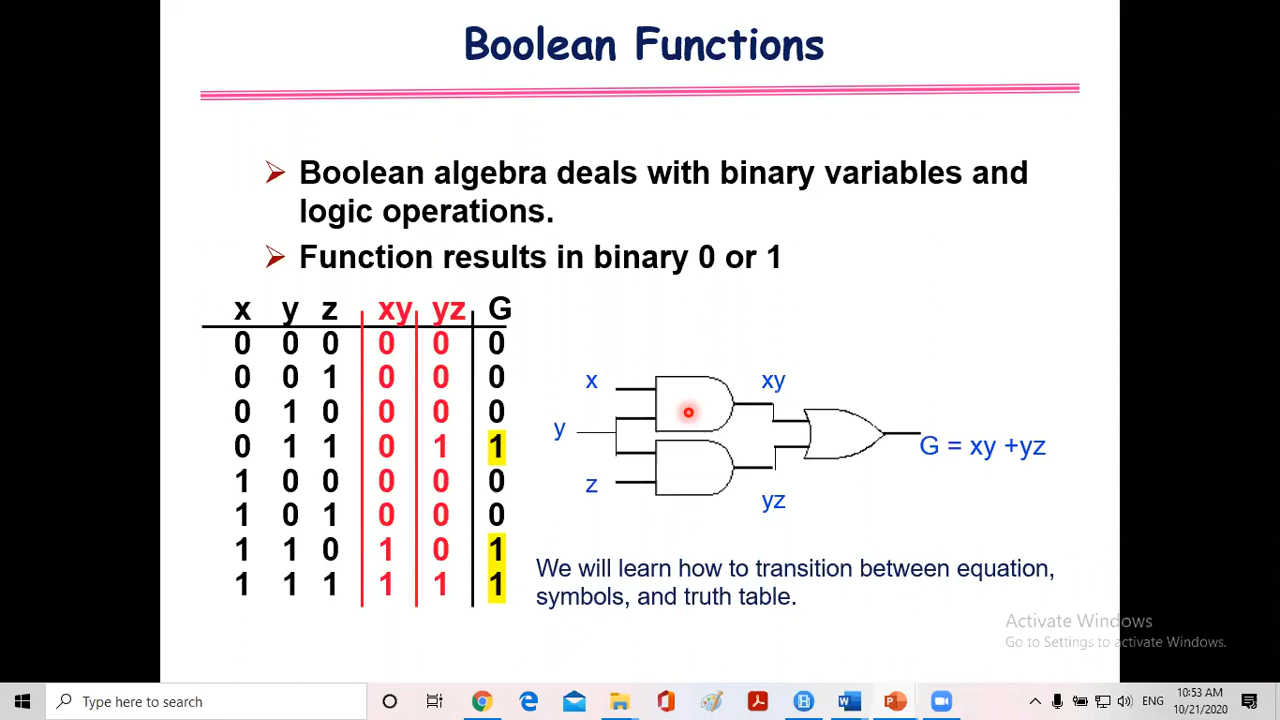 Boolean Functions
Boolean algebra deals with binary variables and
logic operations.
Function results in binary 0 or 1
x y z xy yz G
0 0 0 0 0 0
0 0 1 0 0 0
0 1 0 0 0 0
0 1 1 0 1 1
1 0 0 0 0 0
1 0 1 0 0 0
1 1 0 1 0 1
1 1 1 1 1 1
x
xy
y
G = xy +yz
z
yz
We will learn how to transition between equation,
symbols, and truth table.
Activate Windows
Go to Settings to activate Windows.
Type here to search
ENG
10:53 AM
10/21/2020